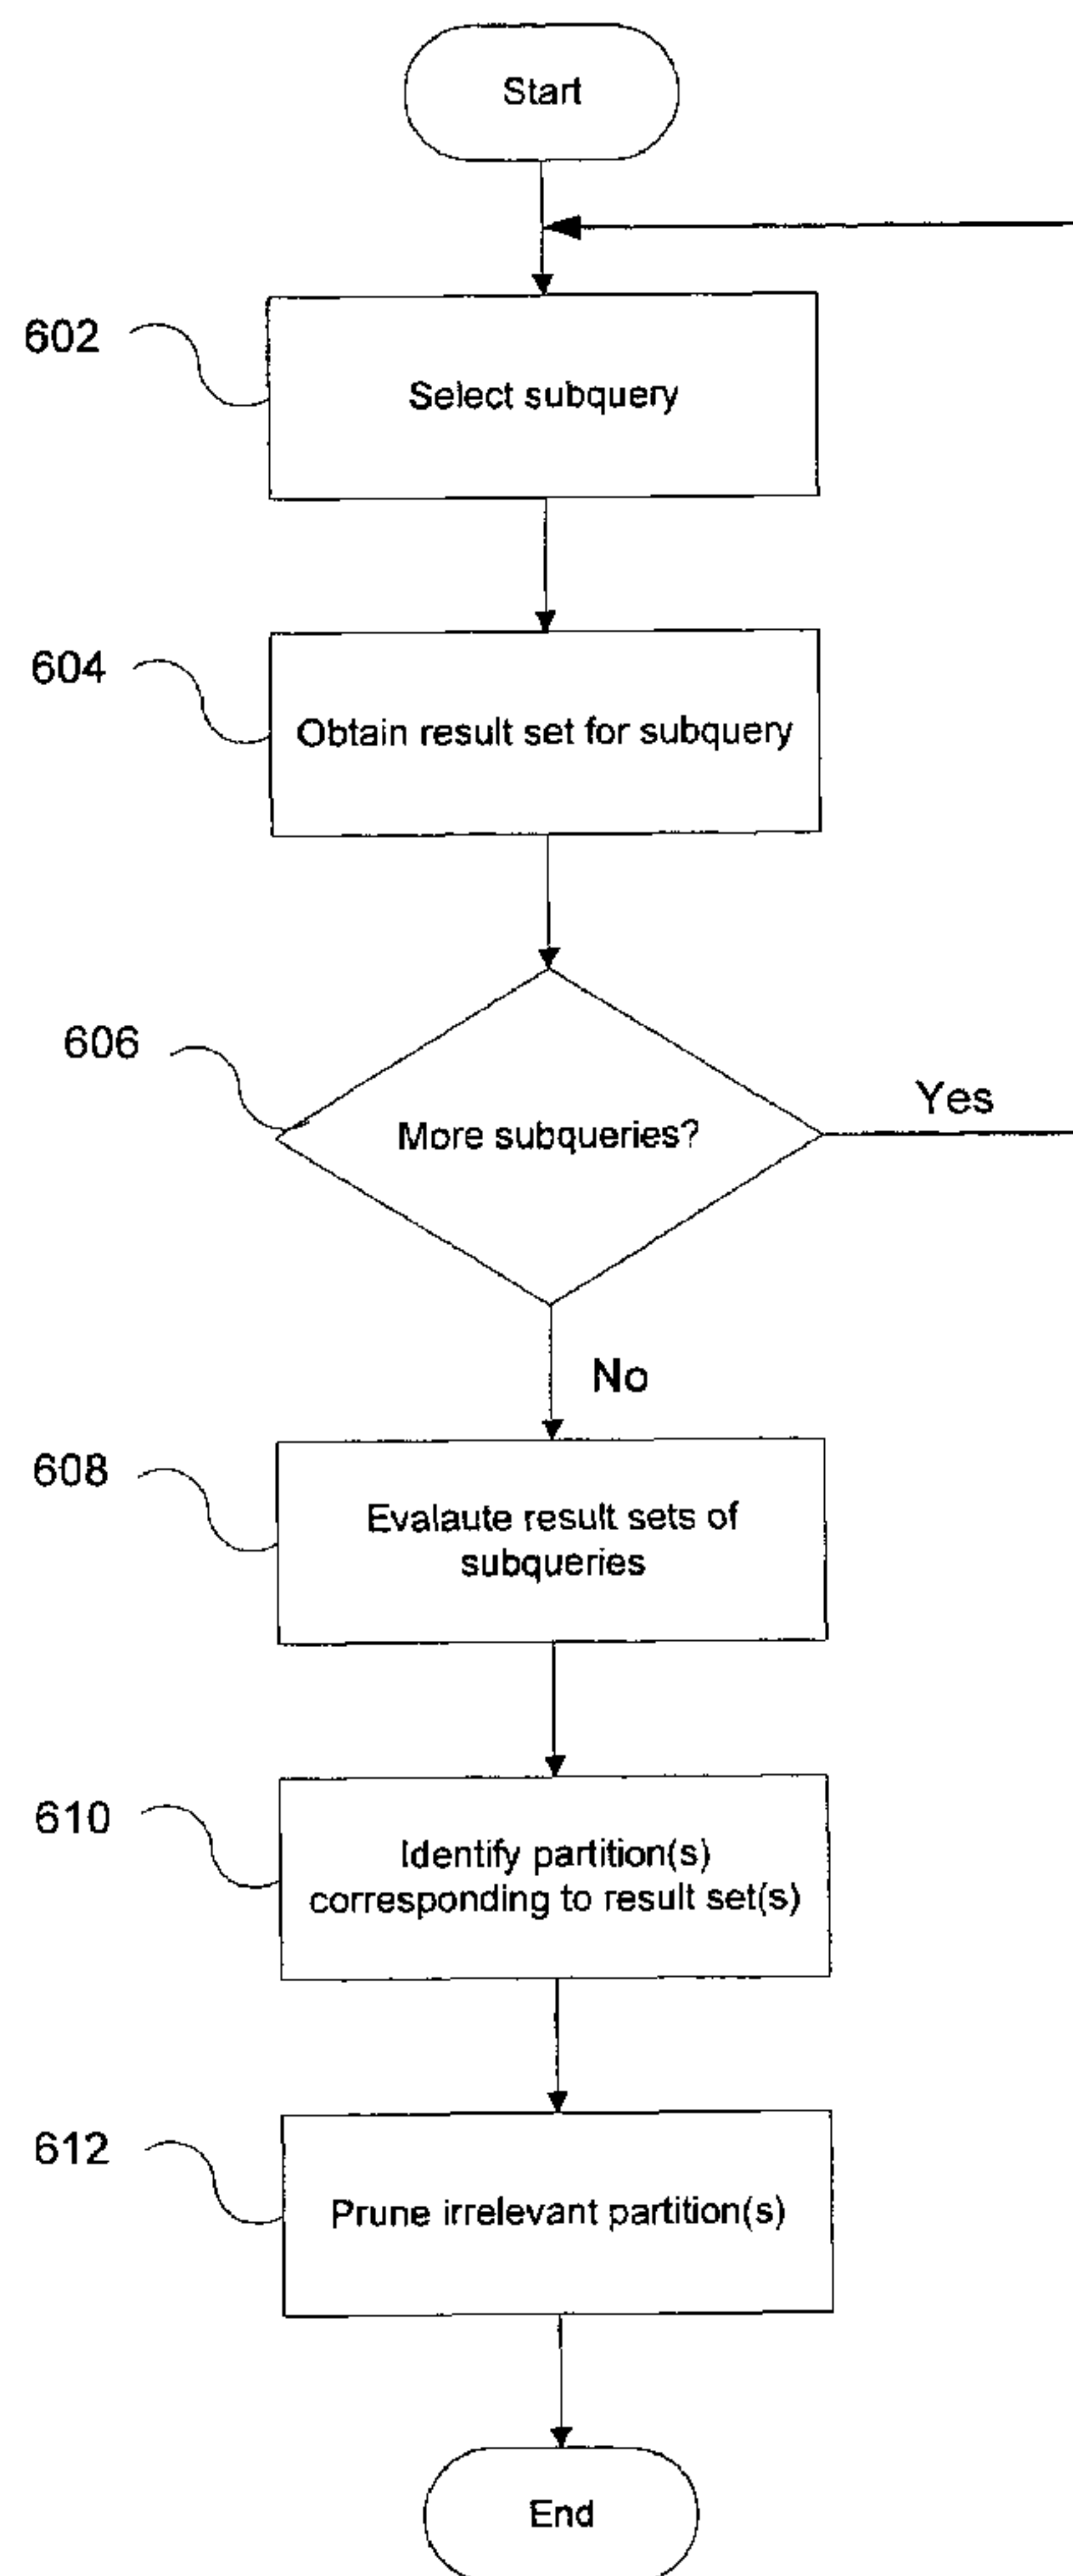 Start
602
Select subquery
604
Obtain result set for subquery
606
More subqueries?
Yes
No
608
Evalaute result sets of
subqueries
610
Identify partition(s)
corresponding to result set(s)
612
Prune irrelevant partition(s)
End